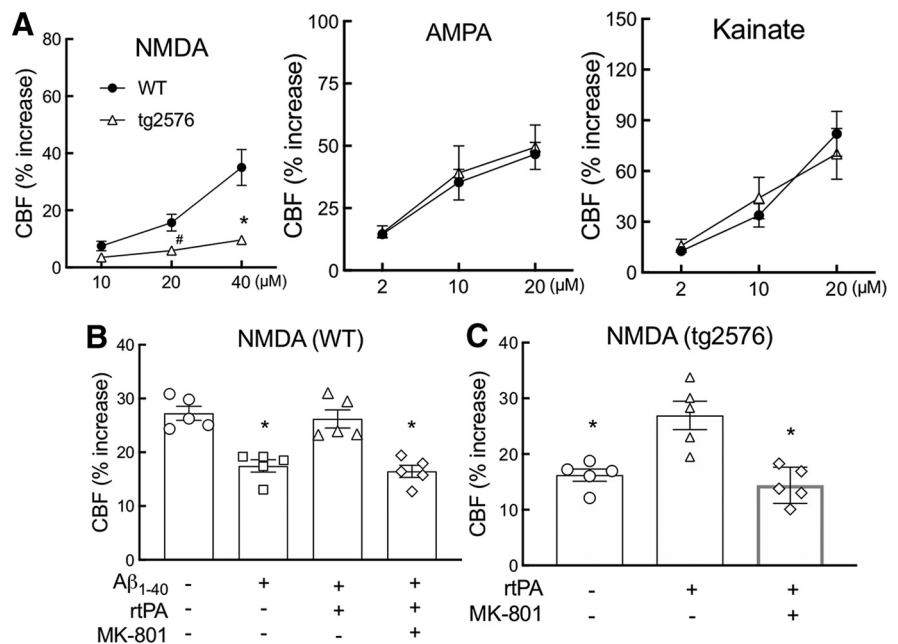 A
NMDA
WT
tg2576
CBF (% increase)
80
60
40
20
0
#
*
10 20 40 (μM)
AMPA
CBF (% increase)
100
75
50
25
0
2 10 20 (μM)
Kainate
CBF (% increase)
150
120
90
60
30
0
2 10 20 (μM)
B
NMDA (WT)
CBF (% increase)
40
30
20
10
0
* *
Aβ1-40 - + + +
rtPA - - + +
MK-801 - - - +
C
NMDA (tg2576)
CBF (% increase)
40
30
20
10
0
* *
rtPA - + +
MK-801 - - +